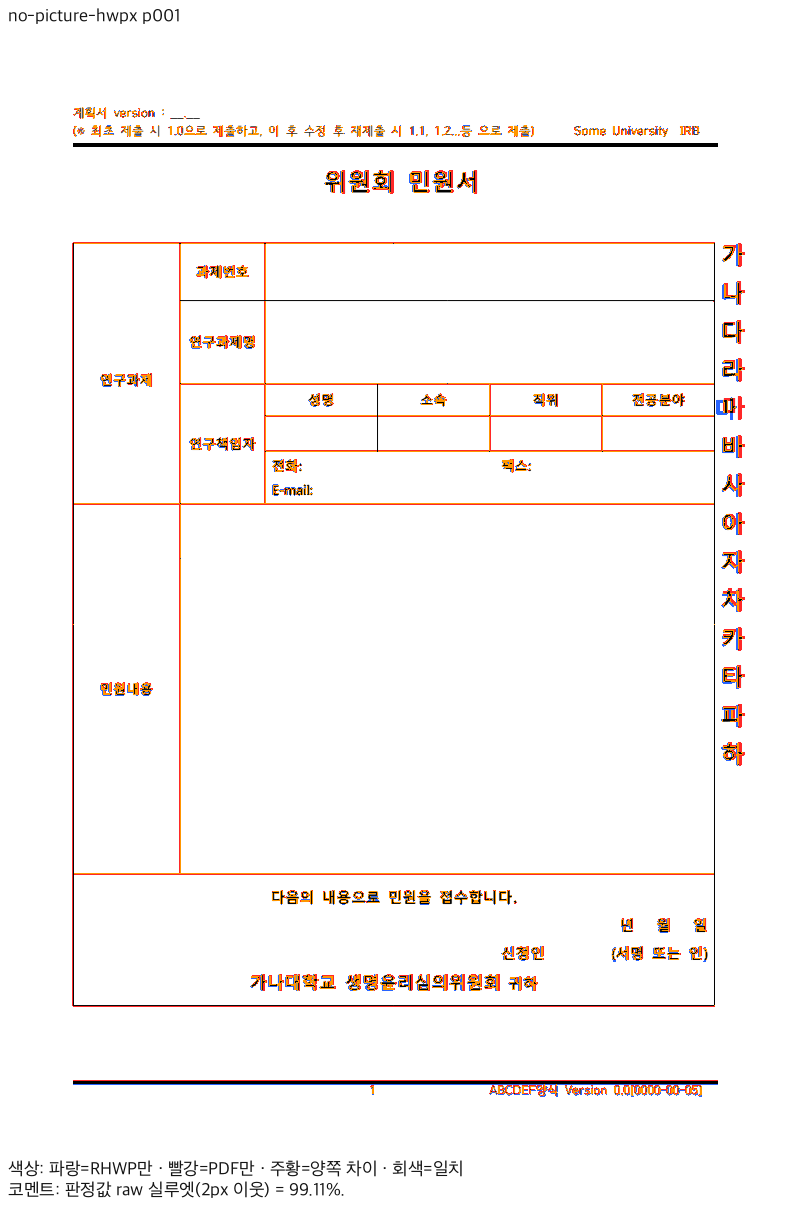 no-picture-hwpx p001
계획서 version : __.__
(※ 최초 제출 시 1.0으로 제출하고, 이 후 수정 후 재제출 시 1.1, 1.2...등 으로 제출) Soma University IRB
위원회 민원서
연구과제
과제번호
연구과제명
연구책임자
성명 소속 직위 전공분야
전화: 팩스:
E-mail:
민원내용
다음의 내용으로 민원을 접수합니다.
년 월 일
신청인 (서명 또는 인)
가나대학교 생명윤리심의위원회 귀하
가
나
다
라
마
바
사
아
자
차
카
타
파
하
1 ABCDEF양식 Version 0.0[0000-00-05]
색상: 파랑=RHWP만 · 빨강=PDF만 · 주황=양쪽 차이 · 회색=일치
코멘트: 판정값 raw 실루엣(2px 이웃) = 99.11%.